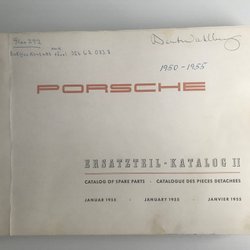 1950-1955
PORSCHE
ERSATZTEIL - KATALOG II
CATALOG OF SPARE PARTS · CATALOGUE DES PIECES DETACHEES
JANUAR 1955 · JANUARY 1955 · JANVIER 1955